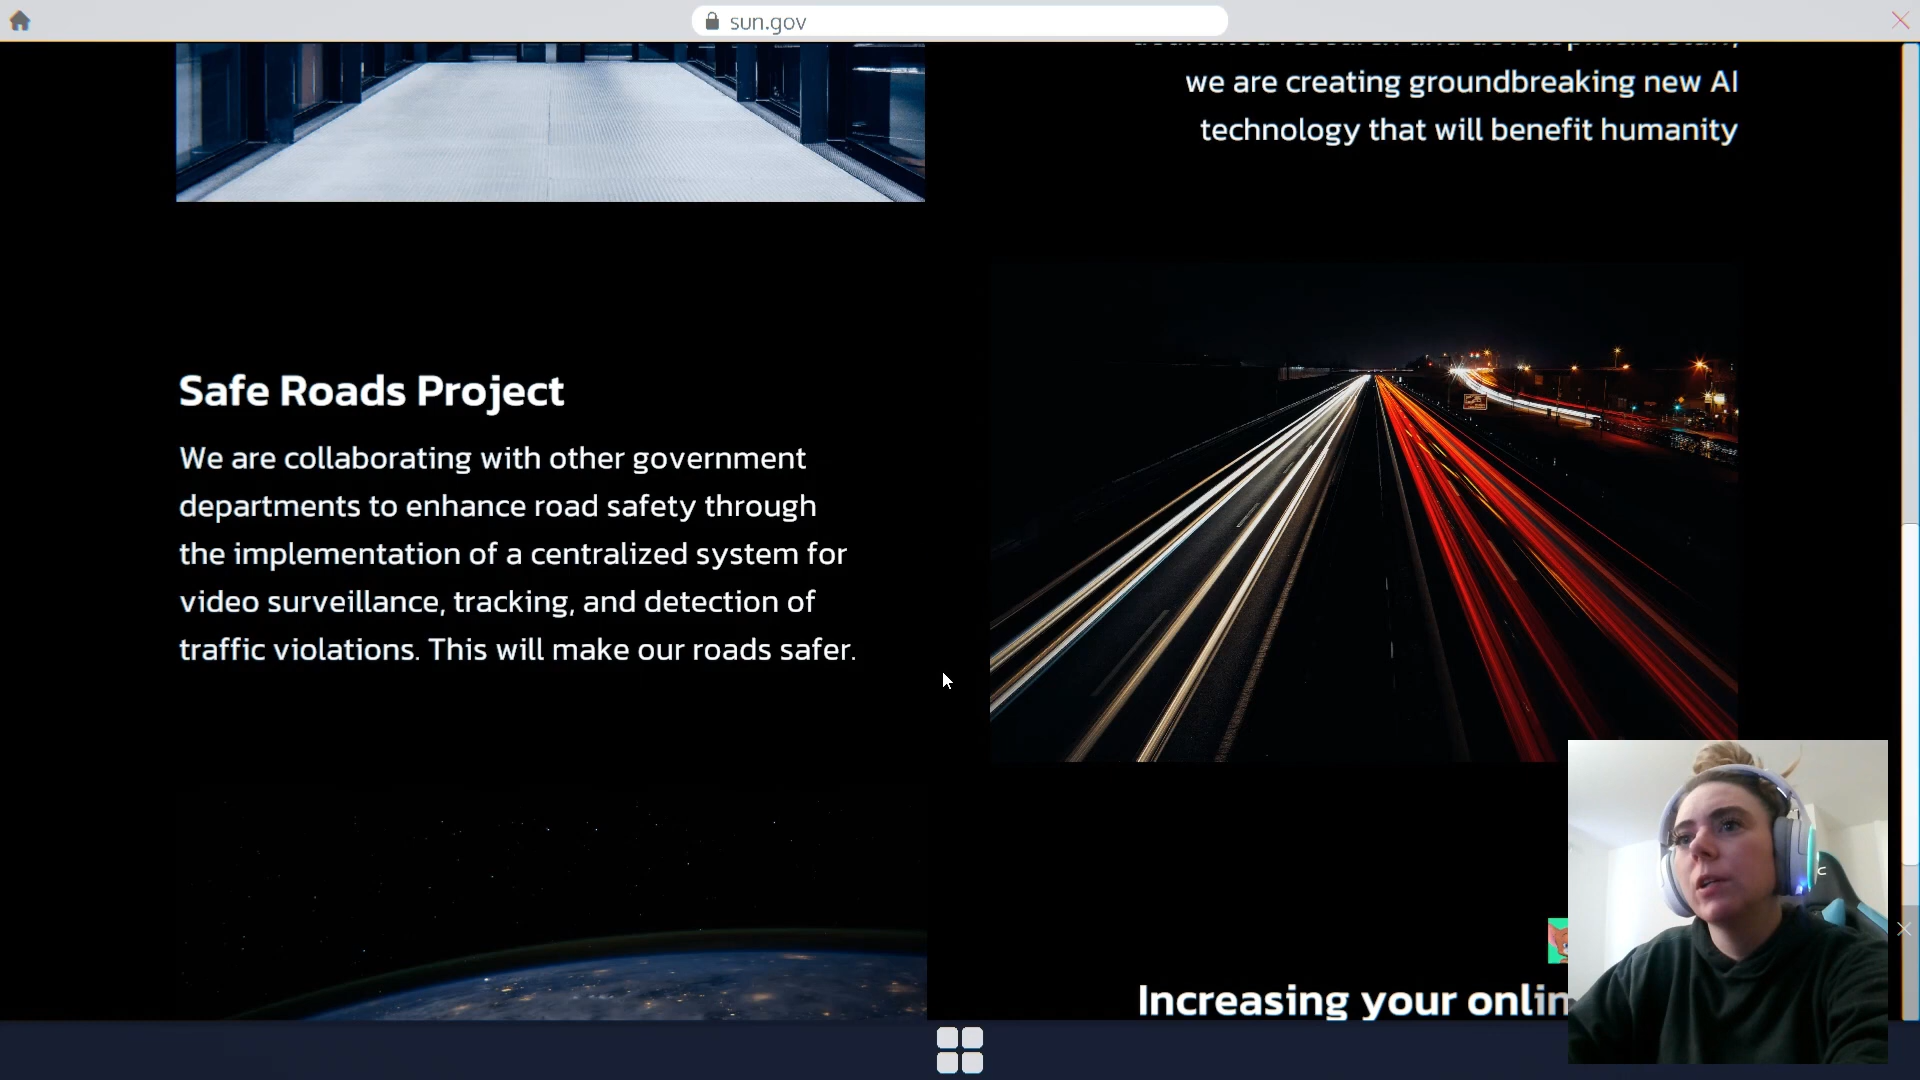 sun.gov
we are creating groundbreaking new AI
technology that will benefit humanity
Safe Roads Project
We are collaborating with other government
departments to enhance road safety through
the implementation of a centralized system for
video surveillance, tracking, and detection of
traffic violations. This will make our roads safer.
Increasing your onlin